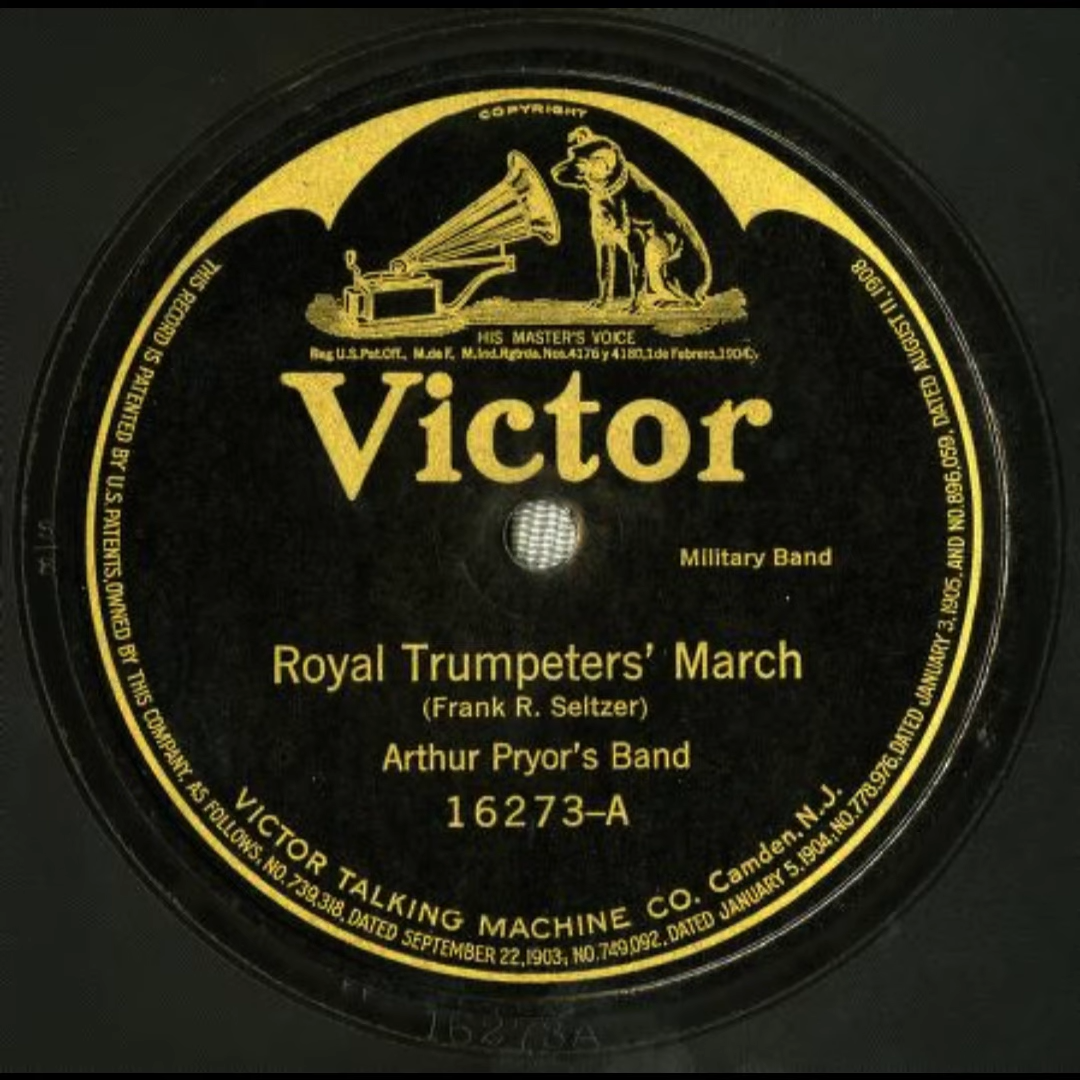 COPYRIGHT
HIS MASTER'S VOICE
Reg.U.S.Pat.Off., M.de F., M.Ind.Rgtrda.Nos.4176 y 4180,1 de Febrero,1904
Victor
Military Band
Royal Trumpeters' March
(Frank R. Seltzer)
Arthur Pryor's Band
16273-A
VICTOR TALKING MACHINE CO. Camden, N.J.
THIS RECORD IS PATENTED BY U.S. PATENTS, OWNED BY THIS COMPANY, AS FOLLOWS, NO. 739,318, DATED SEPTEMBER 22, 1903; NO. 749,092, DATED JANUARY 5, 1904; NO. 778,976, DATED JANUARY 3, 1905, AND NO. 896,059, DATED AUGUST 11, 1908
16273A